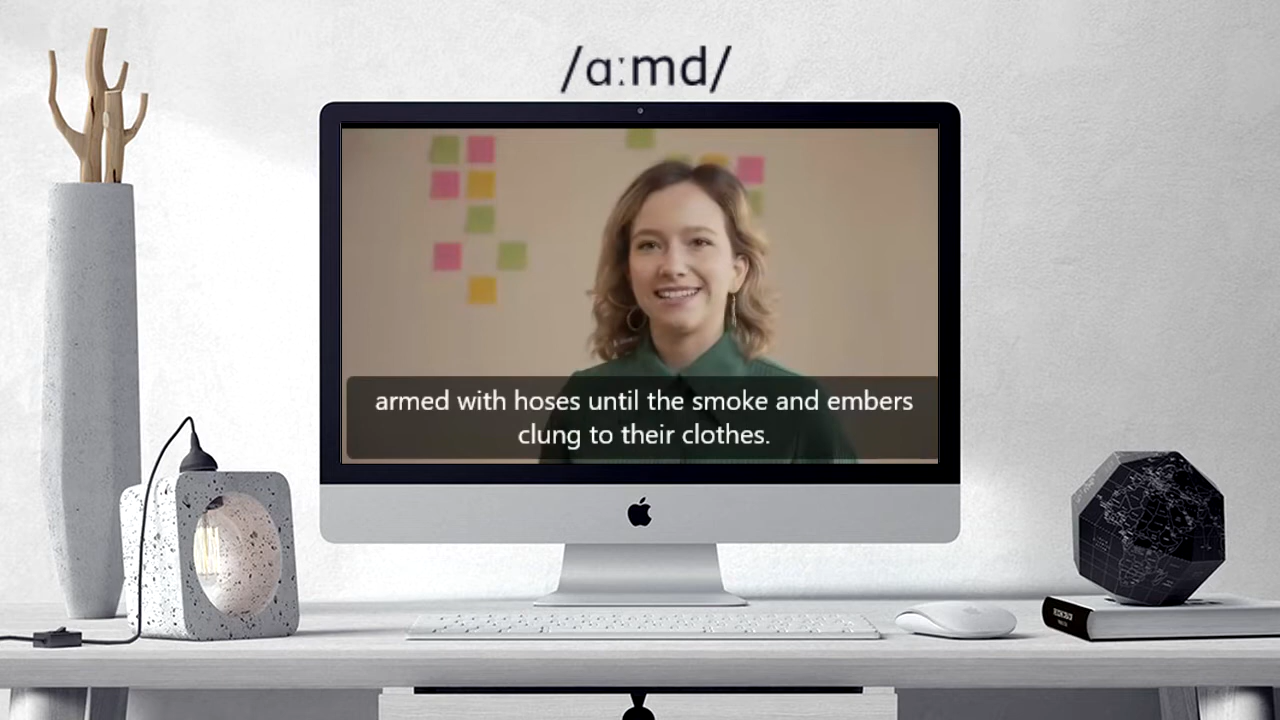 /ɑːmd/
armed with hoses until the smoke and embers
clung to their clothes.